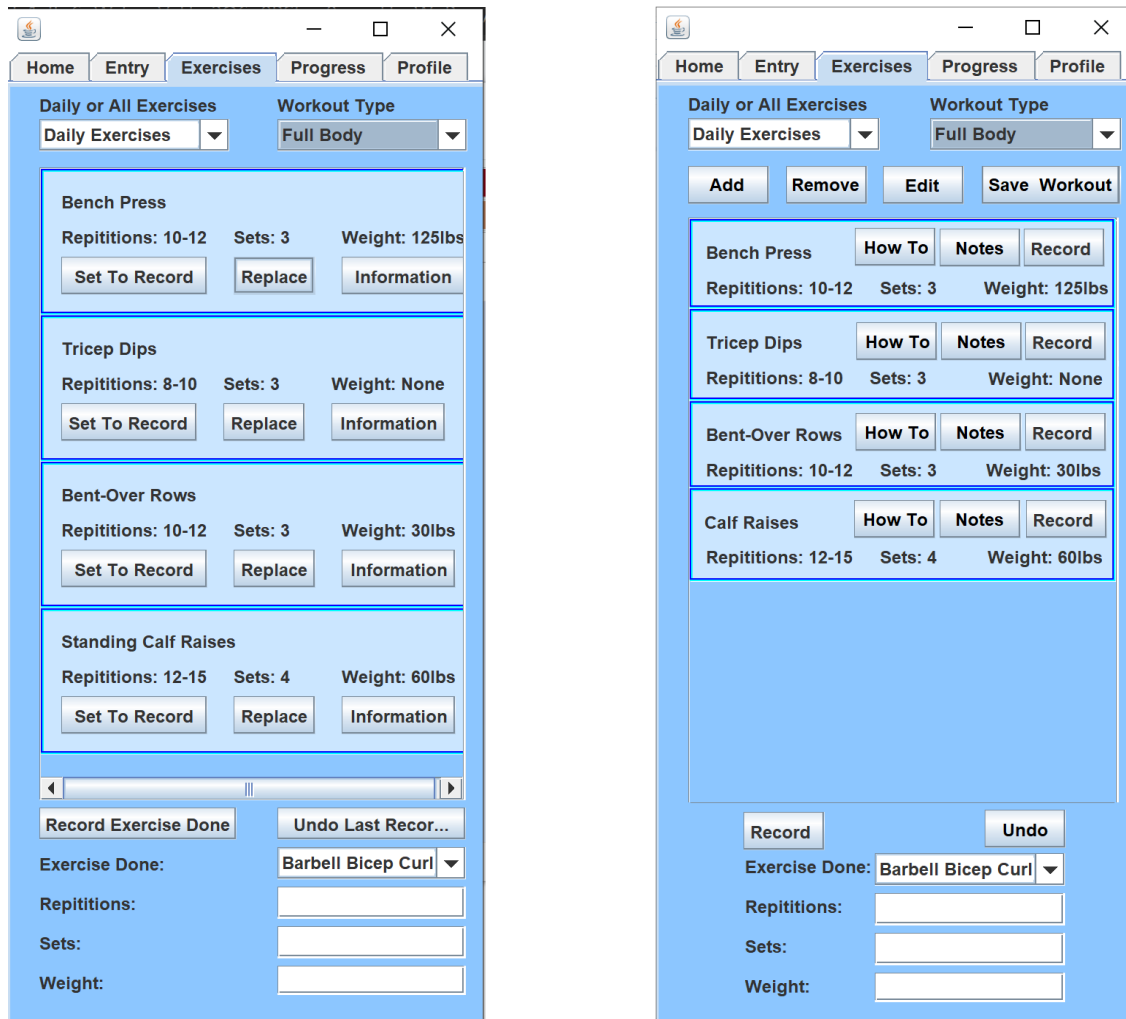 Home Entry Exercises Progress Profile
Daily or All Exercises Workout Type
Daily Exercises Full Body
Bench Press
Repititions: 10-12 Sets: 3 Weight: 125lbs
Set To Record Replace Information
Tricep Dips
Repititions: 8-10 Sets: 3 Weight: None
Set To Record Replace Information
Bent-Over Rows
Repititions: 10-12 Sets: 3 Weight: 30lbs
Set To Record Replace Information
Standing Calf Raises
Repititions: 12-15 Sets: 4 Weight: 60lbs
Set To Record Replace Information
Record Exercise Done Undo Last Recor...
Exercise Done: Barbell Bicep Curl
Repititions:
Sets:
Weight:
Home Entry Exercises Progress Profile
Daily or All Exercises Workout Type
Daily Exercises Full Body
Add Remove Edit Save Workout
Bench Press How To Notes Record
Repititions: 10-12 Sets: 3 Weight: 125lbs
Tricep Dips How To Notes Record
Repititions: 8-10 Sets: 3 Weight: None
Bent-Over Rows How To Notes Record
Repititions: 10-12 Sets: 3 Weight: 30lbs
Calf Raises How To Notes Record
Repititions: 12-15 Sets: 4 Weight: 60lbs
Record Undo
Exercise Done: Barbell Bicep Curl
Repititions:
Sets:
Weight: